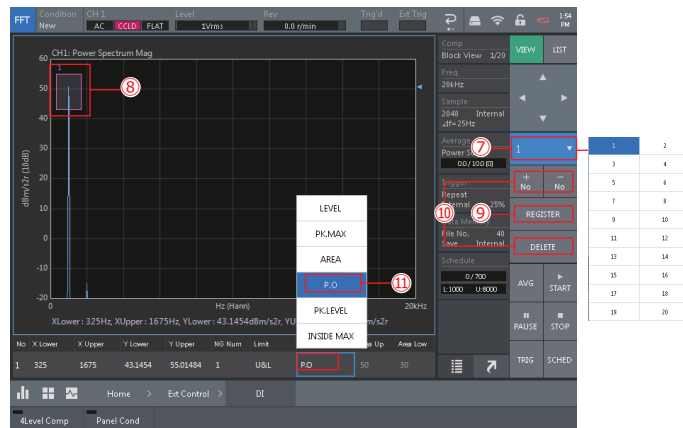 FFT
Condition
New
CH 1
AC CCLD FLAT
Level
1Vrms
Rev
0.0 r/min
Trig'd
Ext Trig
1:54
PM
CH1: Power Spectrum Mag
60
50
40
30
20
10
0
-10
-20
dBm/s2r (10dB)
1
⑧
0
Hz (Hann)
20kHz
XLower : 325Hz, XUpper : 1675Hz, YLower : 43.1454dBm/s2r, YU
m/s2r
LEVEL
PK.MAX
AREA
P.O
PK.LEVEL
INSIDE MAX
⑪
No X Lower X Upper Y Lower Y Upper NG Num Limit Area Low
1 325 1675 43.1454 55.01484 1 U&L P.O 50 30
Home > Ext Control > DI
4Level Comp Panel Cond
Comp
Block View 1/20
Freq
20kHz
Sample
2048 Internal
⊿f=25Hz
Average
Power
0.0 / 10.0 [0]
Trigger
Repeat
25%
File No. 40
Save Internal
Schedule
0 / 700
L:1000 U:8000
VIEW LIST
⑦
1
+
No
−
No
⑩
⑨
REGISTER
DELETE
AVG START
PAUSE STOP
TRIG SCHED
1 2
3 4
5 6
7 8
9 10
11 12
13 14
15 16
17 18
19 20